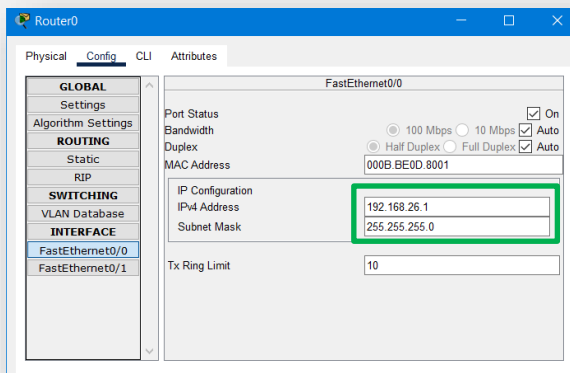 Router0
Physical Config CLI Attributes
GLOBAL
Settings
Algorithm Settings
ROUTING
Static
RIP
SWITCHING
VLAN Database
INTERFACE
FastEthernet0/0
FastEthernet0/1
FastEthernet0/0
Port Status On
Bandwidth 100 Mbps 10 Mbps Auto
Duplex Half Duplex Full Duplex Auto
MAC Address 000B.BE0D.8001
IP Configuration
IPv4 Address 192.168.26.1
Subnet Mask 255.255.255.0
Tx Ring Limit 10